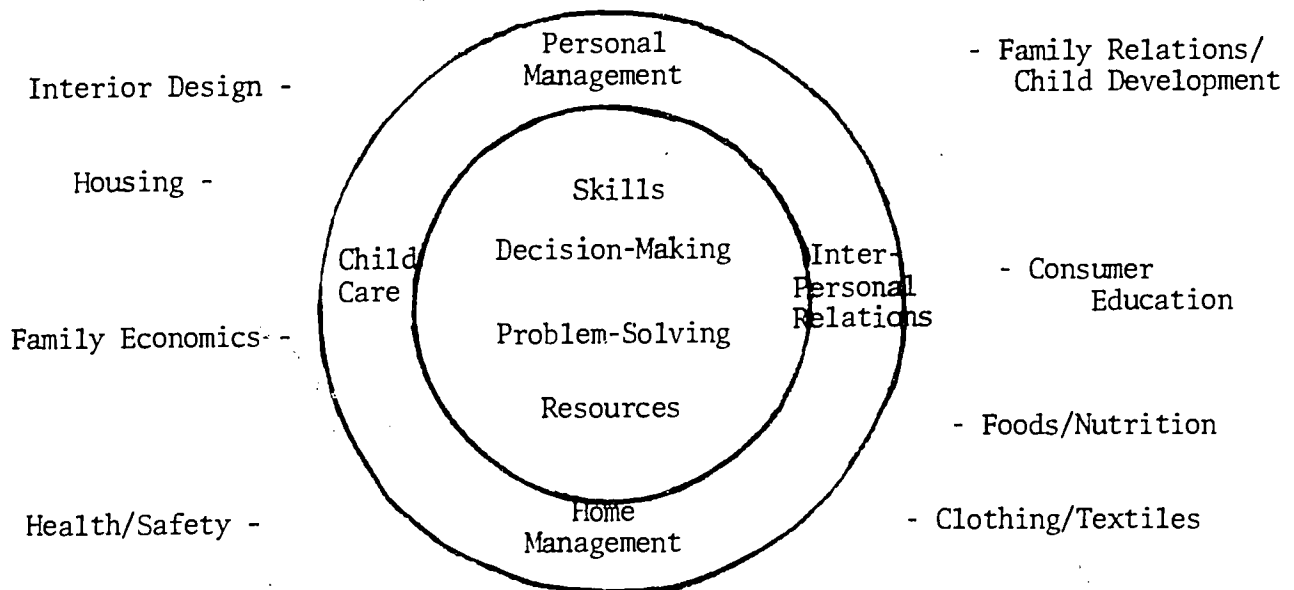 Personal
Management
- Family Relations/
Child Development
Interior Design -
Housing -
Skills
Decision-Making
Child
Care
Inter-
Personal
Relations
- Consumer
Education
Family Economics -
Problem-Solving
Resources
- Foods/Nutrition
Health/Safety -
Home
Management
- Clothing/Textiles